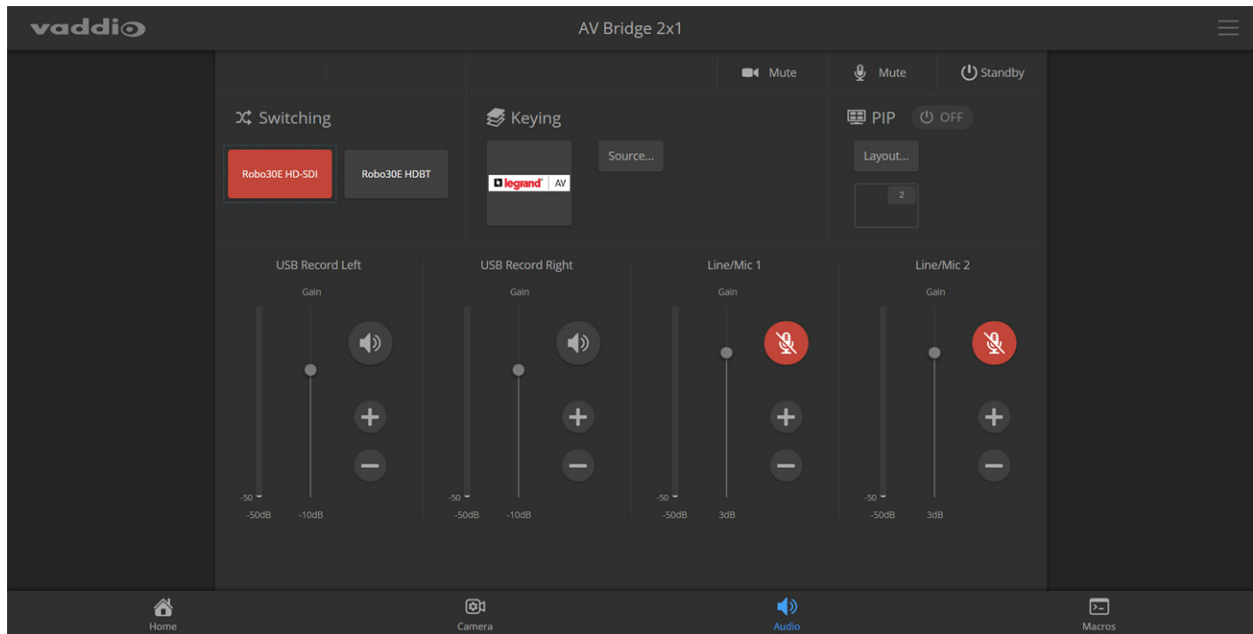 vaddio
AV Bridge 2x1
Mute
Mute
Standby
Switching
Keying
PIP
OFF
Robo30E HD-SDI
Robo30E HDBT
legrand AV
Source...
Layout...
2
USB Record Left
USB Record Right
Line/Mic 1
Line/Mic 2
Gain
Gain
Gain
Gain
-50
-50
-50
-50
-50dB -10dB
-50dB -10dB
-50dB 3dB
-50dB 3dB
Home
Camera
Audio
Macros